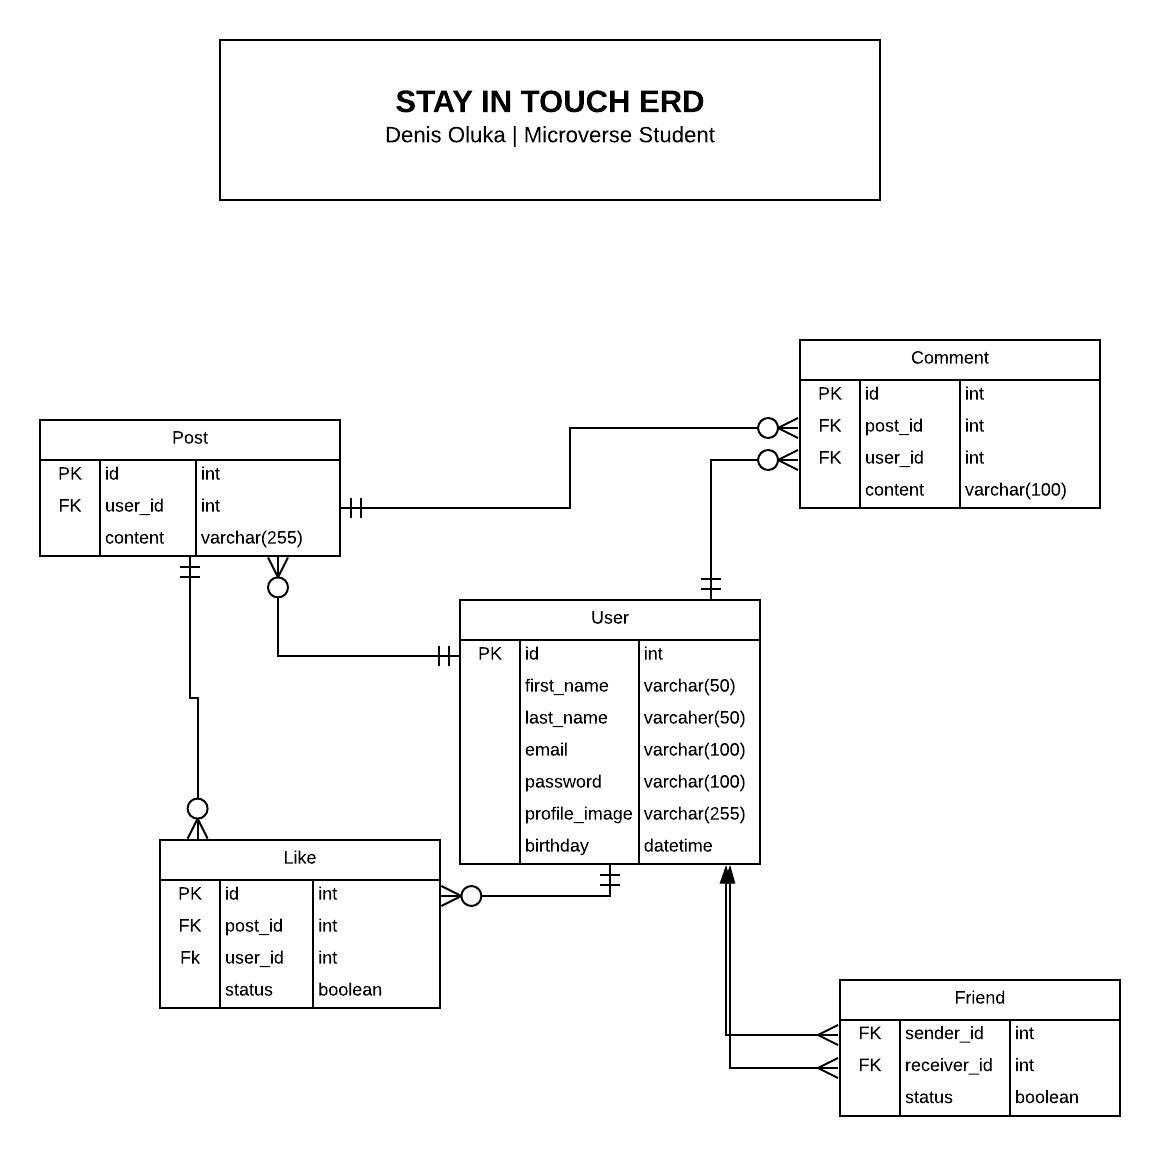 STAY IN TOUCH ERD
Denis Oluka | Microverse Student
Comment
PK id int
FK post_id int
FK user_id int
content varchar(100)
Post
PK id int
FK user_id int
content varchar(255)
User
PK id int
first_name varchar(50)
last_name varcaher(50)
email varchar(100)
password varchar(100)
profile_image varchar(255)
birthday datetime
Like
PK id int
FK post_id int
Fk user_id int
status boolean
Friend
FK sender_id int
FK receiver_id int
status boolean